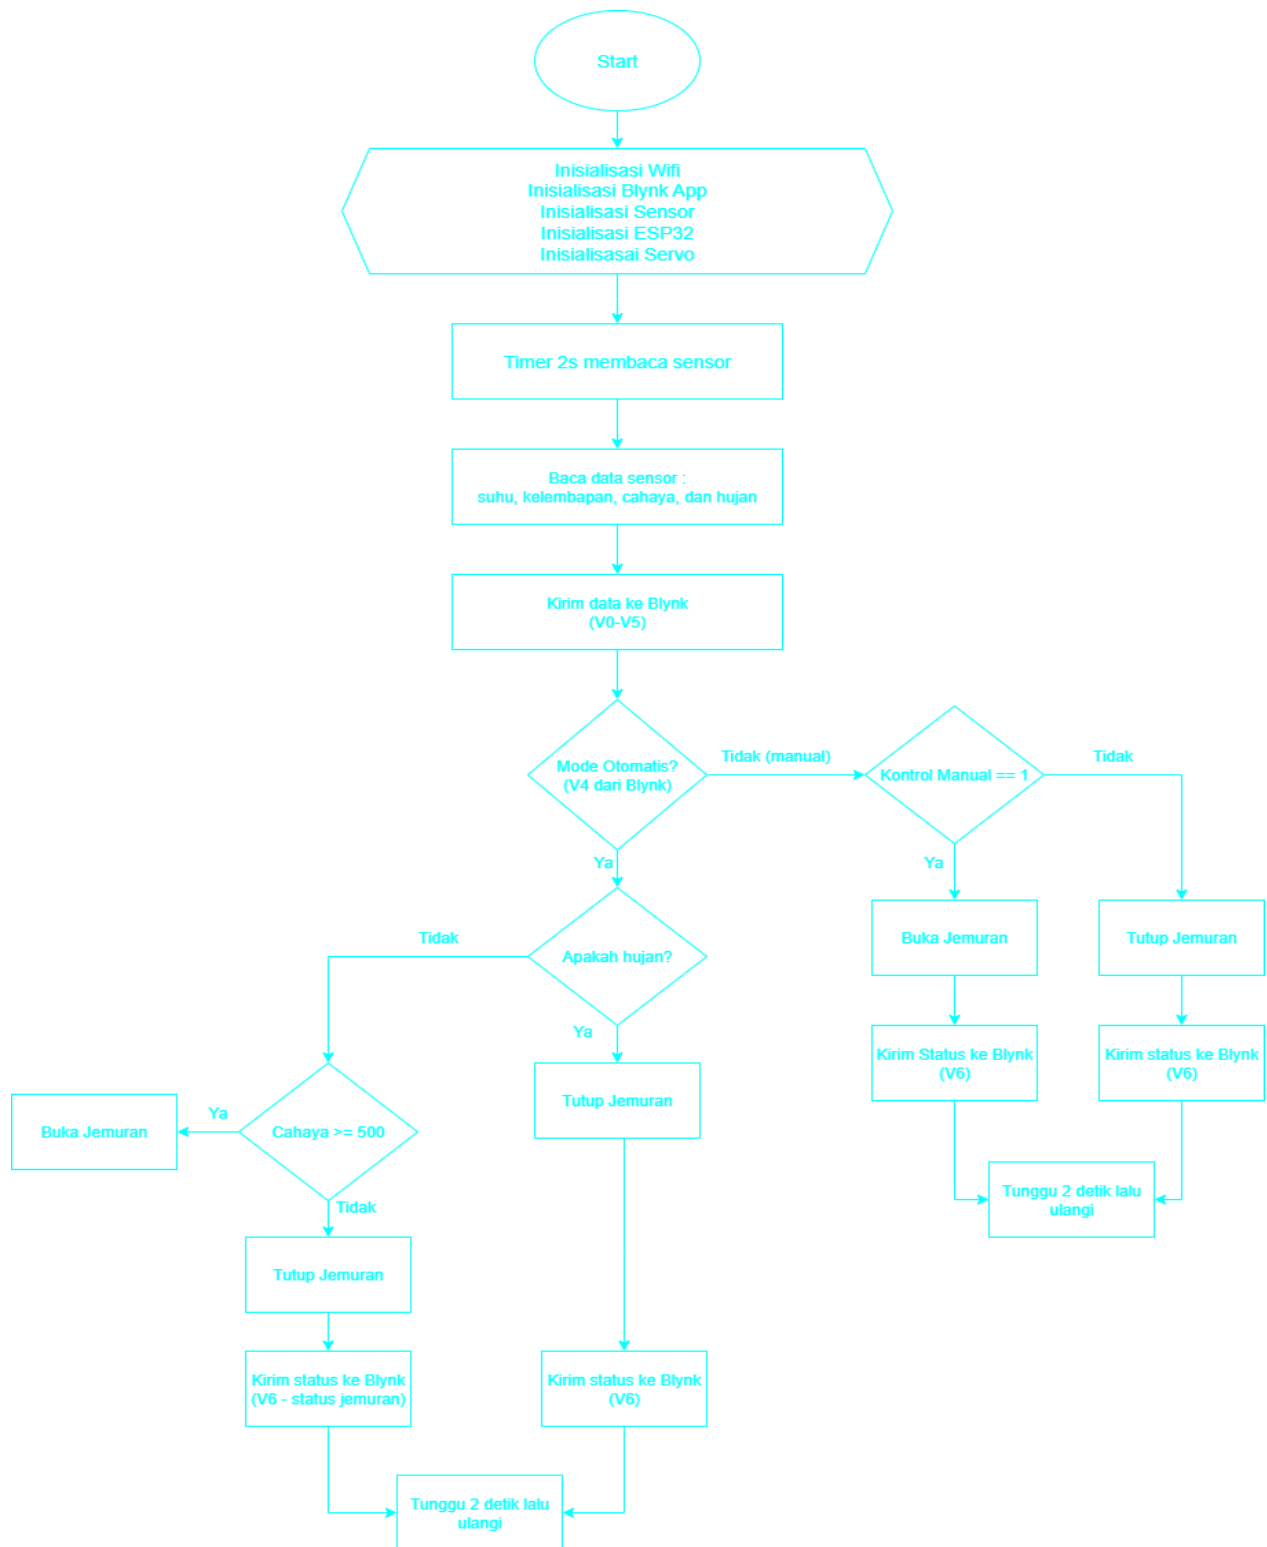 Start
Inisialisasi Wifi
Inisialisasi Blynk App
Inisialisasi Sensor
Inisialisasi ESP32
Inisialisasai Servo
Timer 2s membaca sensor
Baca data sensor :
suhu, kelembapan, cahaya, dan hujan
Kirim data ke Blynk
(V0-V5)
Mode Otomatis?
(V4 dari Blynk)
Tidak (manual)
Kontrol Manual == 1
Tidak
Ya
Ya
Buka Jemuran
Tutup Jemuran
Tidak
Apakah hujan?
Ya
Kirim Status ke Blynk
(V6)
Kirim status ke Blynk
(V6)
Tutup Jemuran
Buka Jemuran
Ya
Cahaya >= 500
Tidak
Tunggu 2 detik lalu
ulangi
Tutup Jemuran
Kirim status ke Blynk
(V6 - status jemuran)
Kirim status ke Blynk
(V6)
Tunggu 2 detik lalu
ulangi